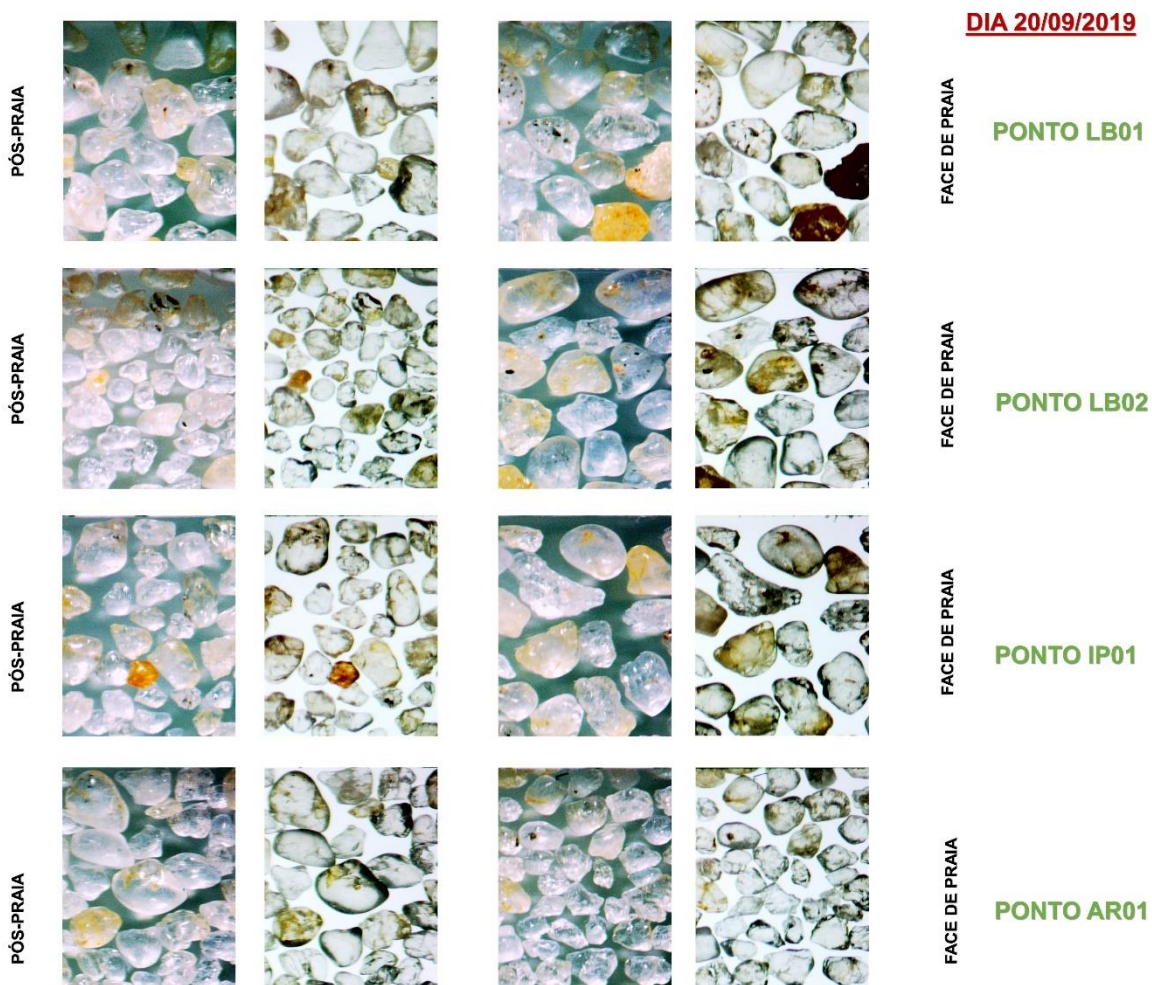 DIA 20/09/2019
PÓS-PRAIA
FACE DE PRAIA
PONTO LB01
PÓS-PRAIA
FACE DE PRAIA
PONTO LB02
PÓS-PRAIA
FACE DE PRAIA
PONTO IP01
PÓS-PRAIA
FACE DE PRAIA
PONTO AR01